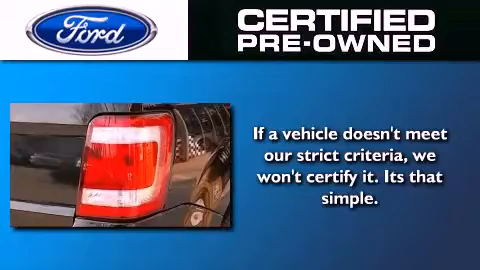 Ford
CERTIFIED
PRE-OWNED
If a vehicle doesn't meet
our strict criteria, we
won't certify it. Its that
simple.